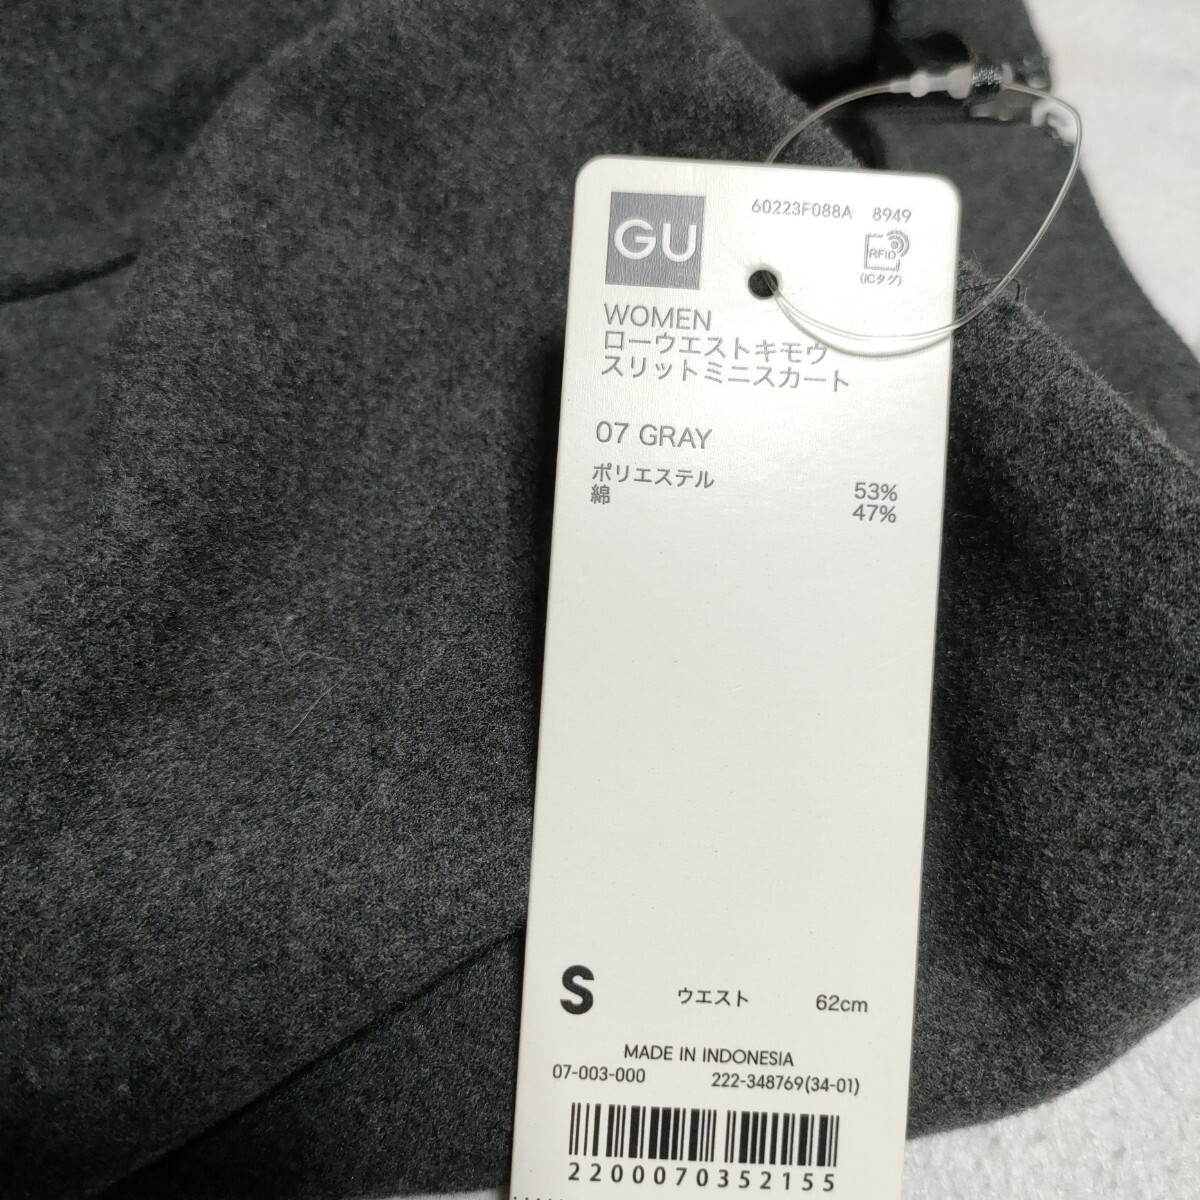 GU
60223F088A 8949
RFID
(ICタグ)
WOMEN
ローウエストキモウ
スリットミニスカート
07 GRAY
ポリエステル 53%
綿 47%
S ウエスト 62cm
MADE IN INDONESIA
07-003-000 222-348769(34-01)
2200070352155